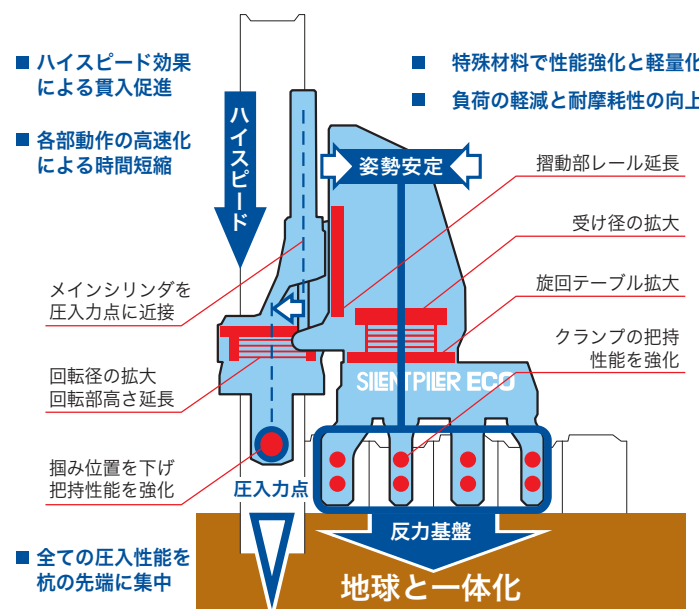 ■ ハイスピード効果
による貫入促進
■ 各部動作の高速化
による時間短縮
■ 特殊材料で性能強化と軽量化
■ 負荷の軽減と耐摩耗性の向上
ハイスピード
姿勢安定
摺動部レール延長
受け径の拡大
旋回テーブル拡大
クランプの把持
性能を強化
メインシリンダを
圧入力点に近接
回転径の拡大
回転部高さ延長
掴み位置を下げ
把持性能を強化
SILENT PILER ECO
圧入力点
反力基盤
地球と一体化
■ 全ての圧入性能を
杭の先端に集中